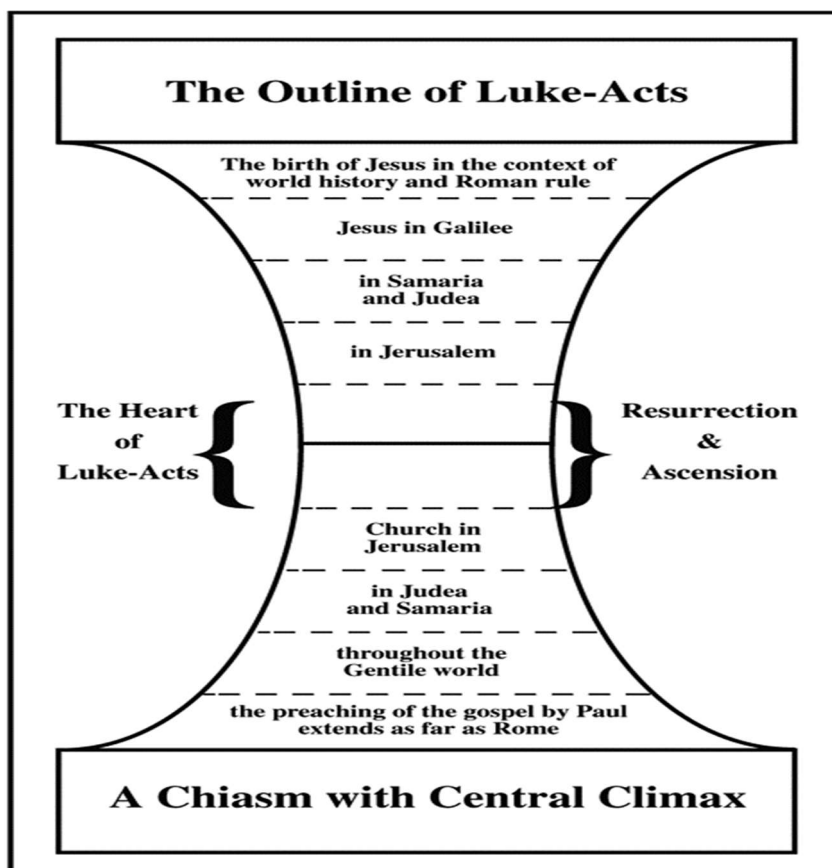 The Outline of Luke-Acts
The birth of Jesus in the context of
world history and Roman rule
Jesus in Galilee
in Samaria
and Judea
in Jerusalem
The Heart
of
Luke-Acts
Resurrection
&
Ascension
Church in
Jerusalem
in Judea
and Samaria
throughout the
Gentile world
the preaching of the gospel by Paul
extends as far as Rome
A Chiasm with Central Climax